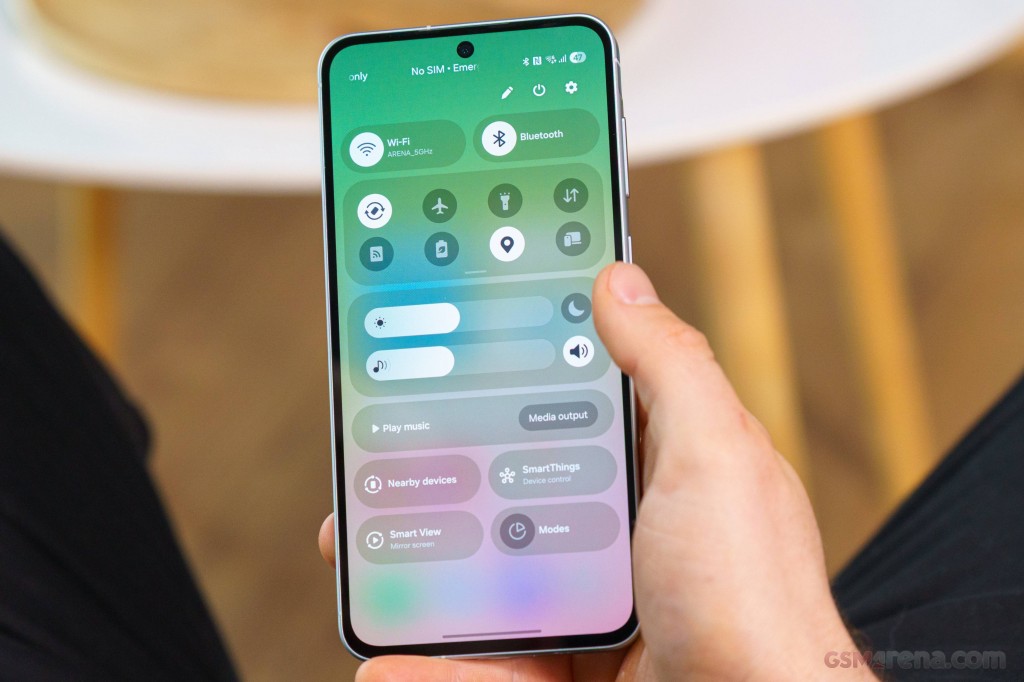 only
No SIM • Emer
47
Wi-Fi
ARENA_5GHz
Bluetooth
Play music
Media output
Nearby devices
SmartThings
Device control
Smart View
Mirror screen
Modes
GSMarena.com